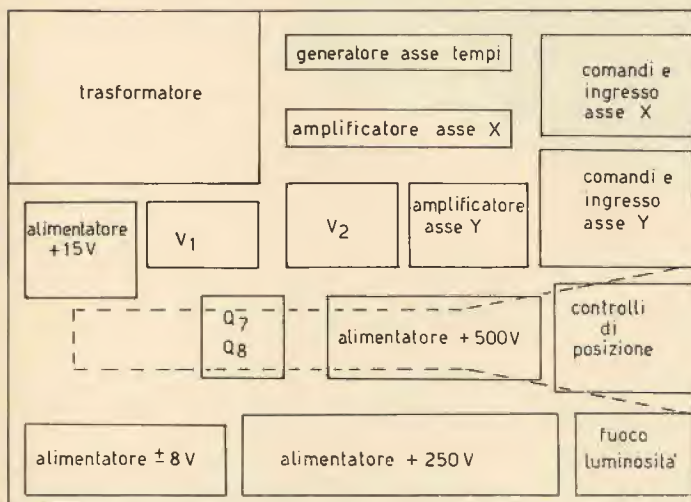 trasformatore
generatore asse tempi
amplificatore asse X
comandi e
ingresso
asse X
comandi e
ingresso
asse Y
alimentatore
+15V
V1
V2
amplificatore
asse Y
Q7
Q8
alimentatore + 500V
controlli
di
posizione
alimentatore ± 8V
alimentatore + 250V
fuoco
luminosità